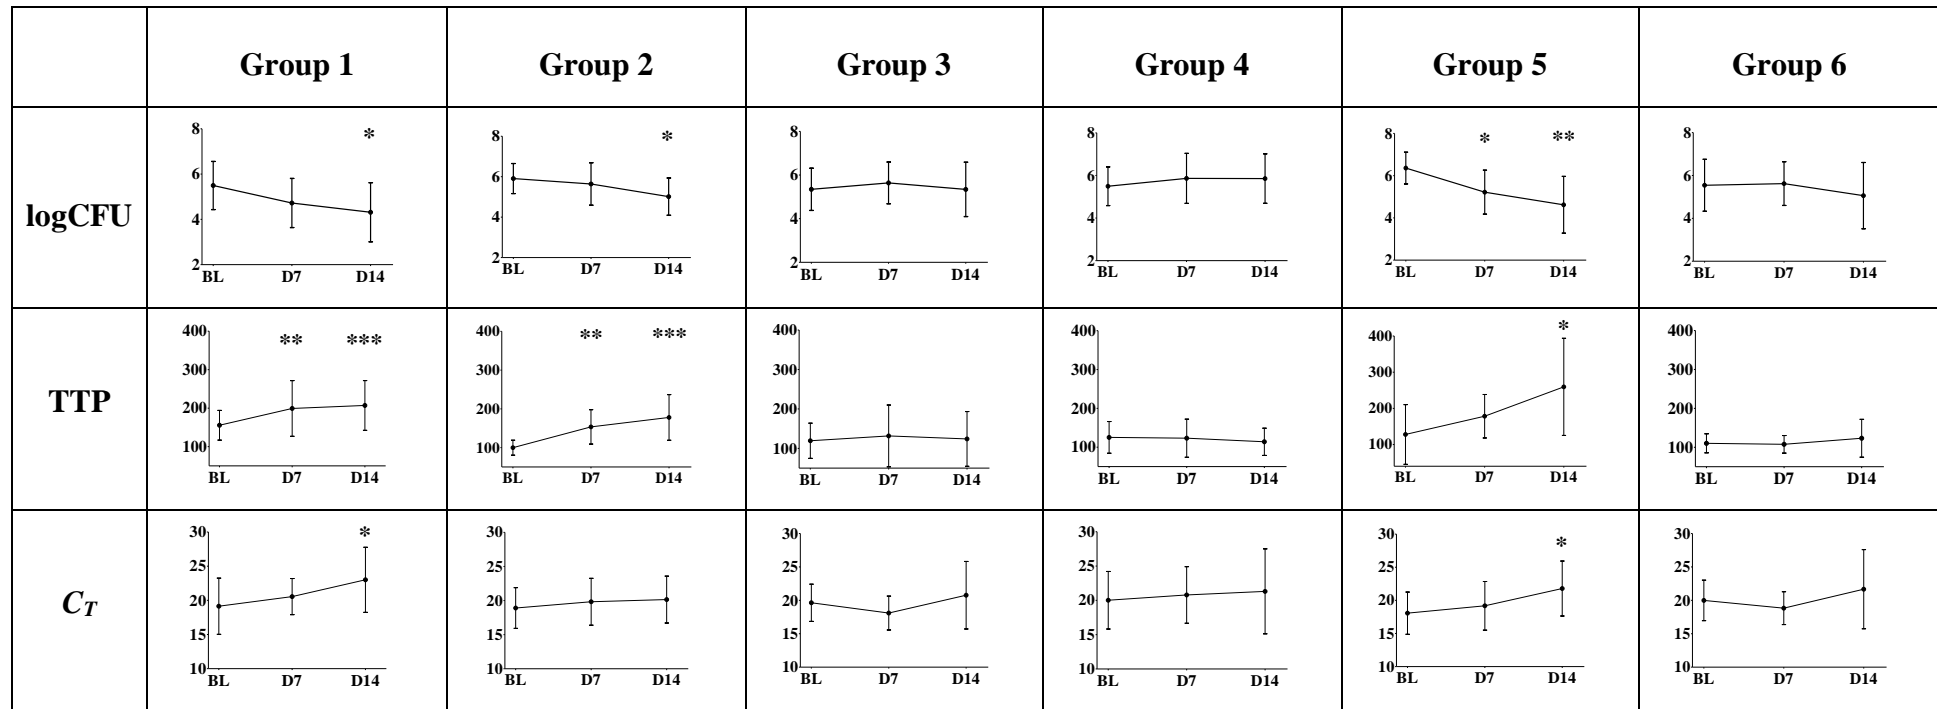 Group 1 Group 2 Group 3 Group 4 Group 5 Group 6
logCFU
8 6 4 2 BL D7 D14 *
8 6 4 2 BL D7 D14 *
8 6 4 2 BL D7 D14
8 6 4 2 BL D7 D14
8 6 4 2 BL D7 D14 * **
8 6 4 2 BL D7 D14
TTP
400 300 200 100 BL D7 D14 ** ***
400 300 200 100 BL D7 D14 ** ***
400 300 200 100 BL D7 D14
400 300 200 100 BL D7 D14
400 300 200 100 BL D7 D14 *
400 300 200 100 BL D7 D14
C_T
30 25 20 15 10 BL D7 D14 *
30 25 20 15 10 BL D7 D14
30 25 20 15 10 BL D7 D14
30 25 20 15 10 BL D7 D14
30 25 20 15 10 BL D7 D14 *
30 25 20 15 10 BL D7 D14